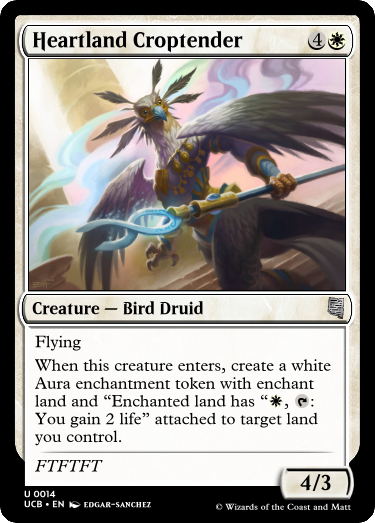 Heartland Croptender
4
Creature — Bird Druid
Flying
When this creature enters, create a white
Aura enchantment token with enchant
land and “Enchanted land has “, :
You gain 2 life” attached to target land
you control.
FTFTFT
4/3
U 0014
UCB • EN EDGAR-SANCHEZ
© Wizards of the Coast and Matt